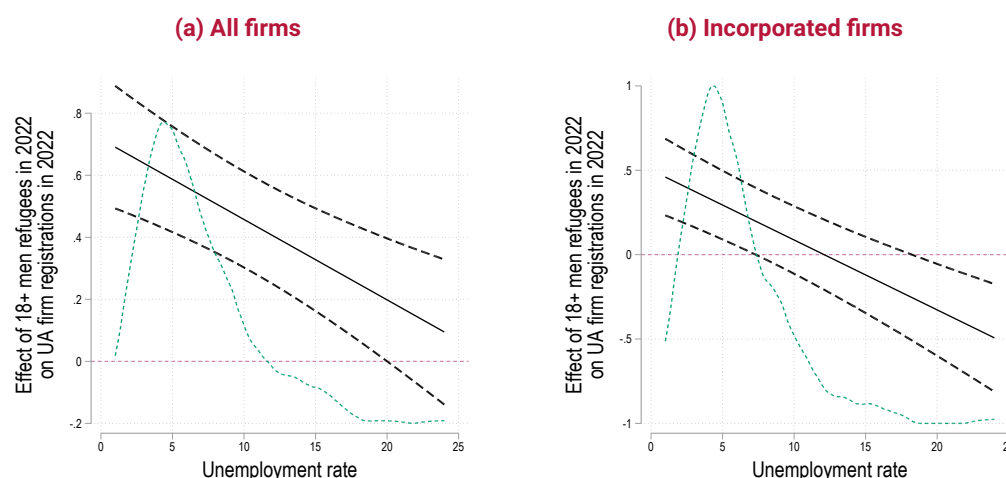 (a) All firms
Effect of 18+ men refugees in 2022
on UA firm registrations in 2022
.8
.6
.4
.2
0
-.2
0 5 10 15 20 25
Unemployment rate
(b) Incorporated firms
Effect of 18+ men refugees in 2022
on UA firm registrations in 2022
1
.5
0
-.5
-1
0 5 10 15 20
Unemployment rate